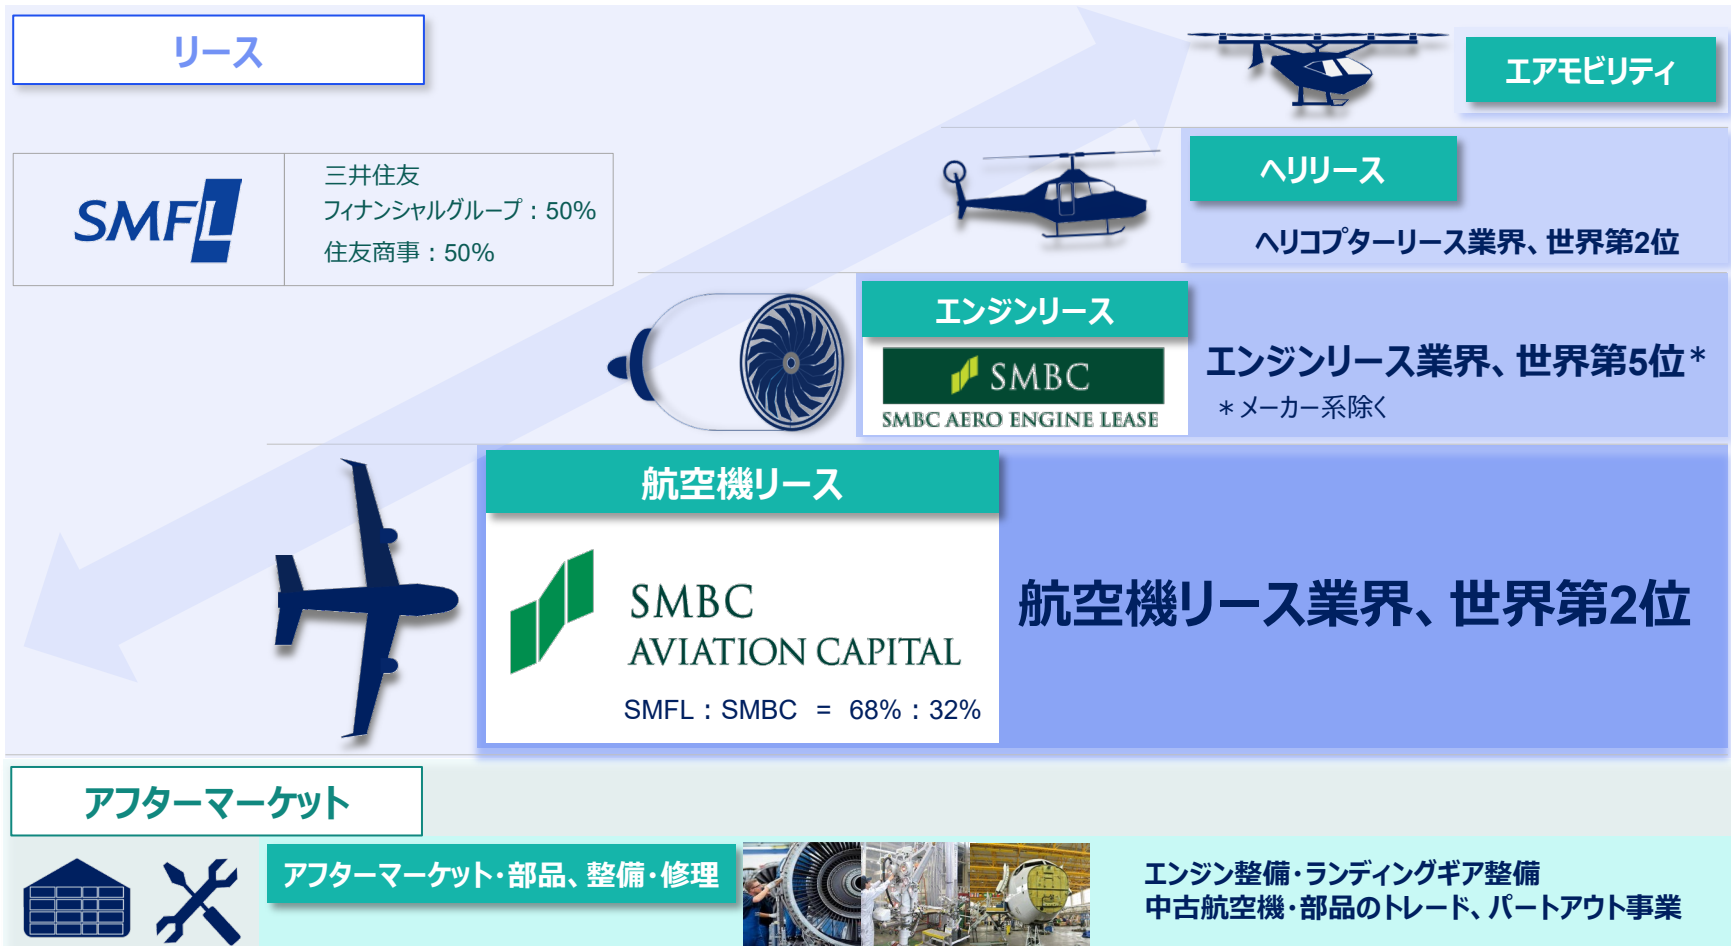 リース
エアモビリティ
ヘリリース
ヘリコプターリース業界、世界第2位
SMFL
三井住友
フィナンシャルグループ：50%
住友商事：50%
エンジンリース
SMBC
SMBC AERO ENGINE LEASE
エンジンリース業界、世界第5位＊
＊メーカー系除く
航空機リース
SMBC
AVIATION CAPITAL
SMFL：SMBC = 68%：32%
航空機リース業界、世界第2位
アフターマーケット
アフターマーケット・部品、整備・修理
エンジン整備・ランディングギア整備
中古航空機・部品のトレード、パートアウト事業